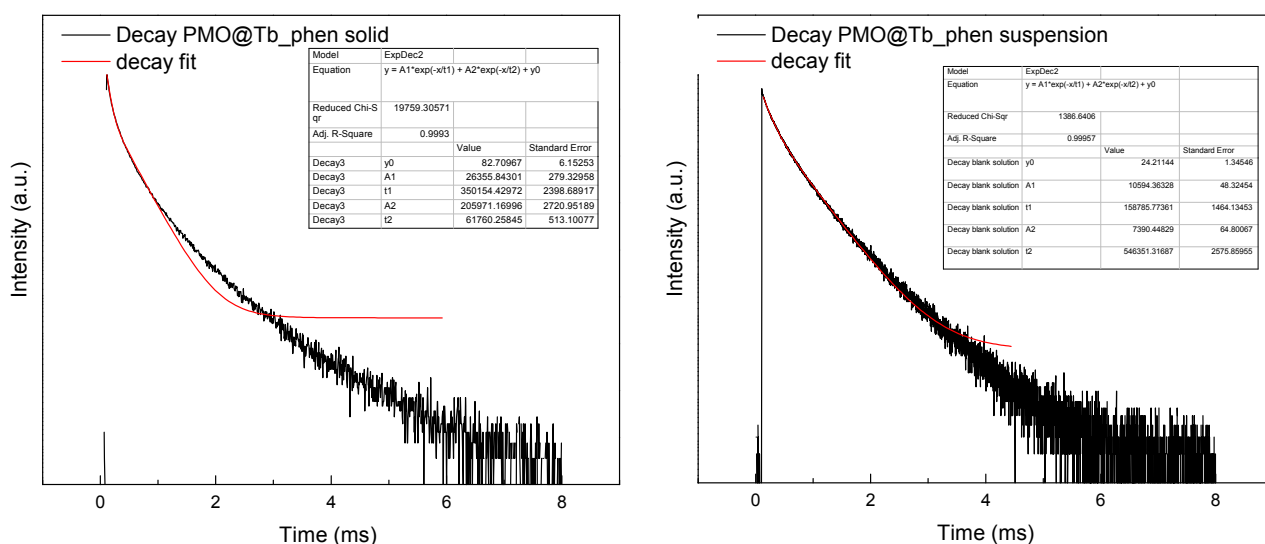 Decay PMO@Tb_phen solid
decay fit
Model ExpDec2
Equation y = A1*exp(-x/t1) + A2*exp(-x/t2) + y0
Reduced Chi-S
qr 19759.30571
Adj. R-Square 0.9993
Value Standard Error
Decay3 y0 82.70967 6.15253
Decay3 A1 26355.84301 279.32958
Decay3 t1 350154.42972 2398.68917
Decay3 A2 205971.16996 2720.95189
Decay3 t2 61760.25845 513.10077
Intensity (a.u.)
0 2 4 6 8
Time (ms)
Decay PMO@Tb_phen suspension
decay fit
Model ExpDec2
Equation y = A1*exp(-x/t1) + A2*exp(-x/t2) + y0
Reduced Chi-Sqr 1386.6406
Adj. R-Square 0.99957
Value Standard Error
Decay blank solution y0 24.21144 1.34546
Decay blank solution A1 10594.36328 48.32454
Decay blank solution t1 158785.77361 1464.13453
Decay blank solution A2 7390.44829 64.80067
Decay blank solution t2 546351.31687 2575.85955
Intensity (a.u.)
0 2 4 6 8
Time (ms)